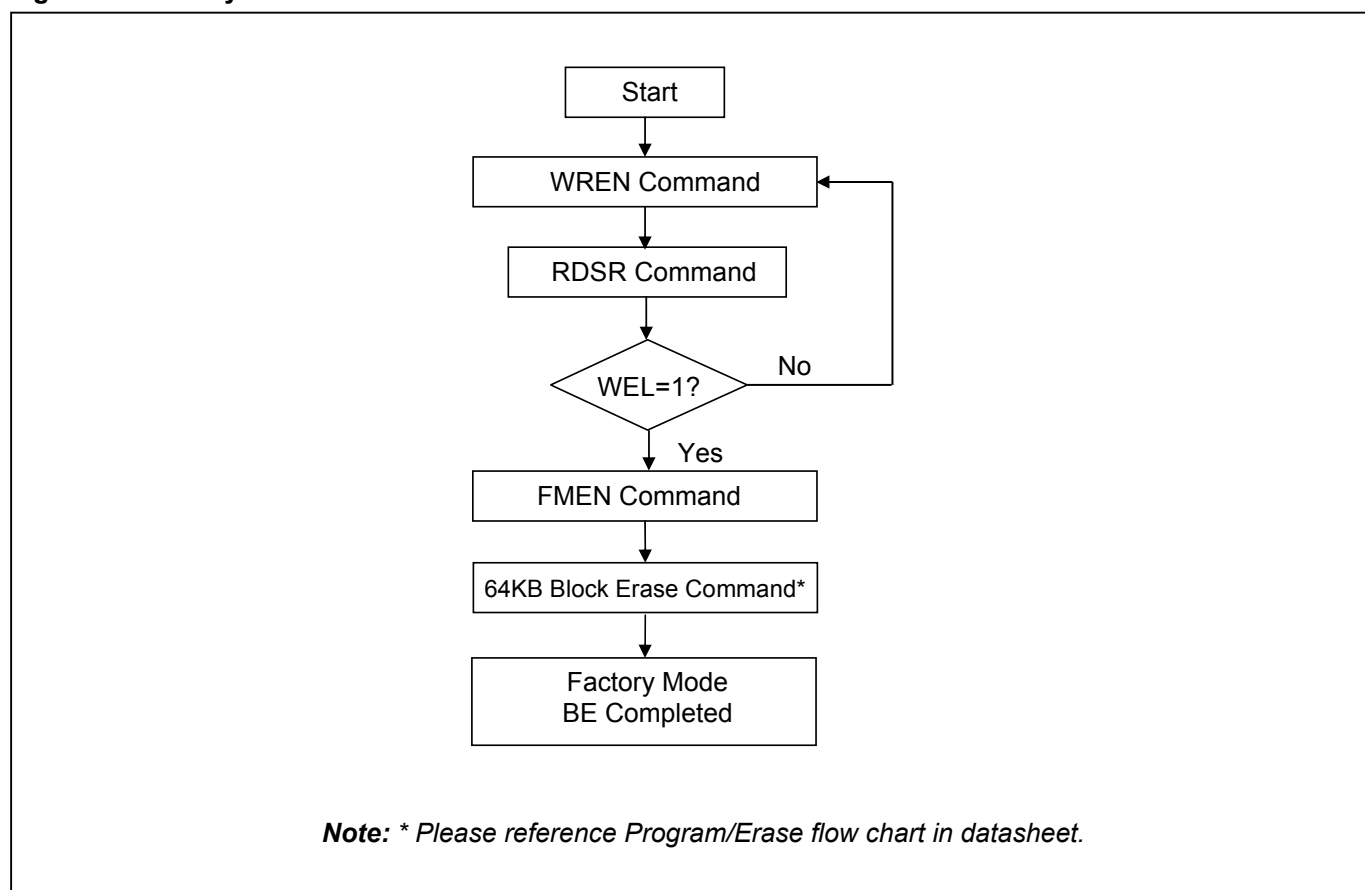 Start
WREN Command
RDSR Command
WEL=1?
No
Yes
FMEN Command
64KB Block Erase Command*
Factory Mode
BE Completed
Note: * Please reference Program/Erase flow chart in datasheet.